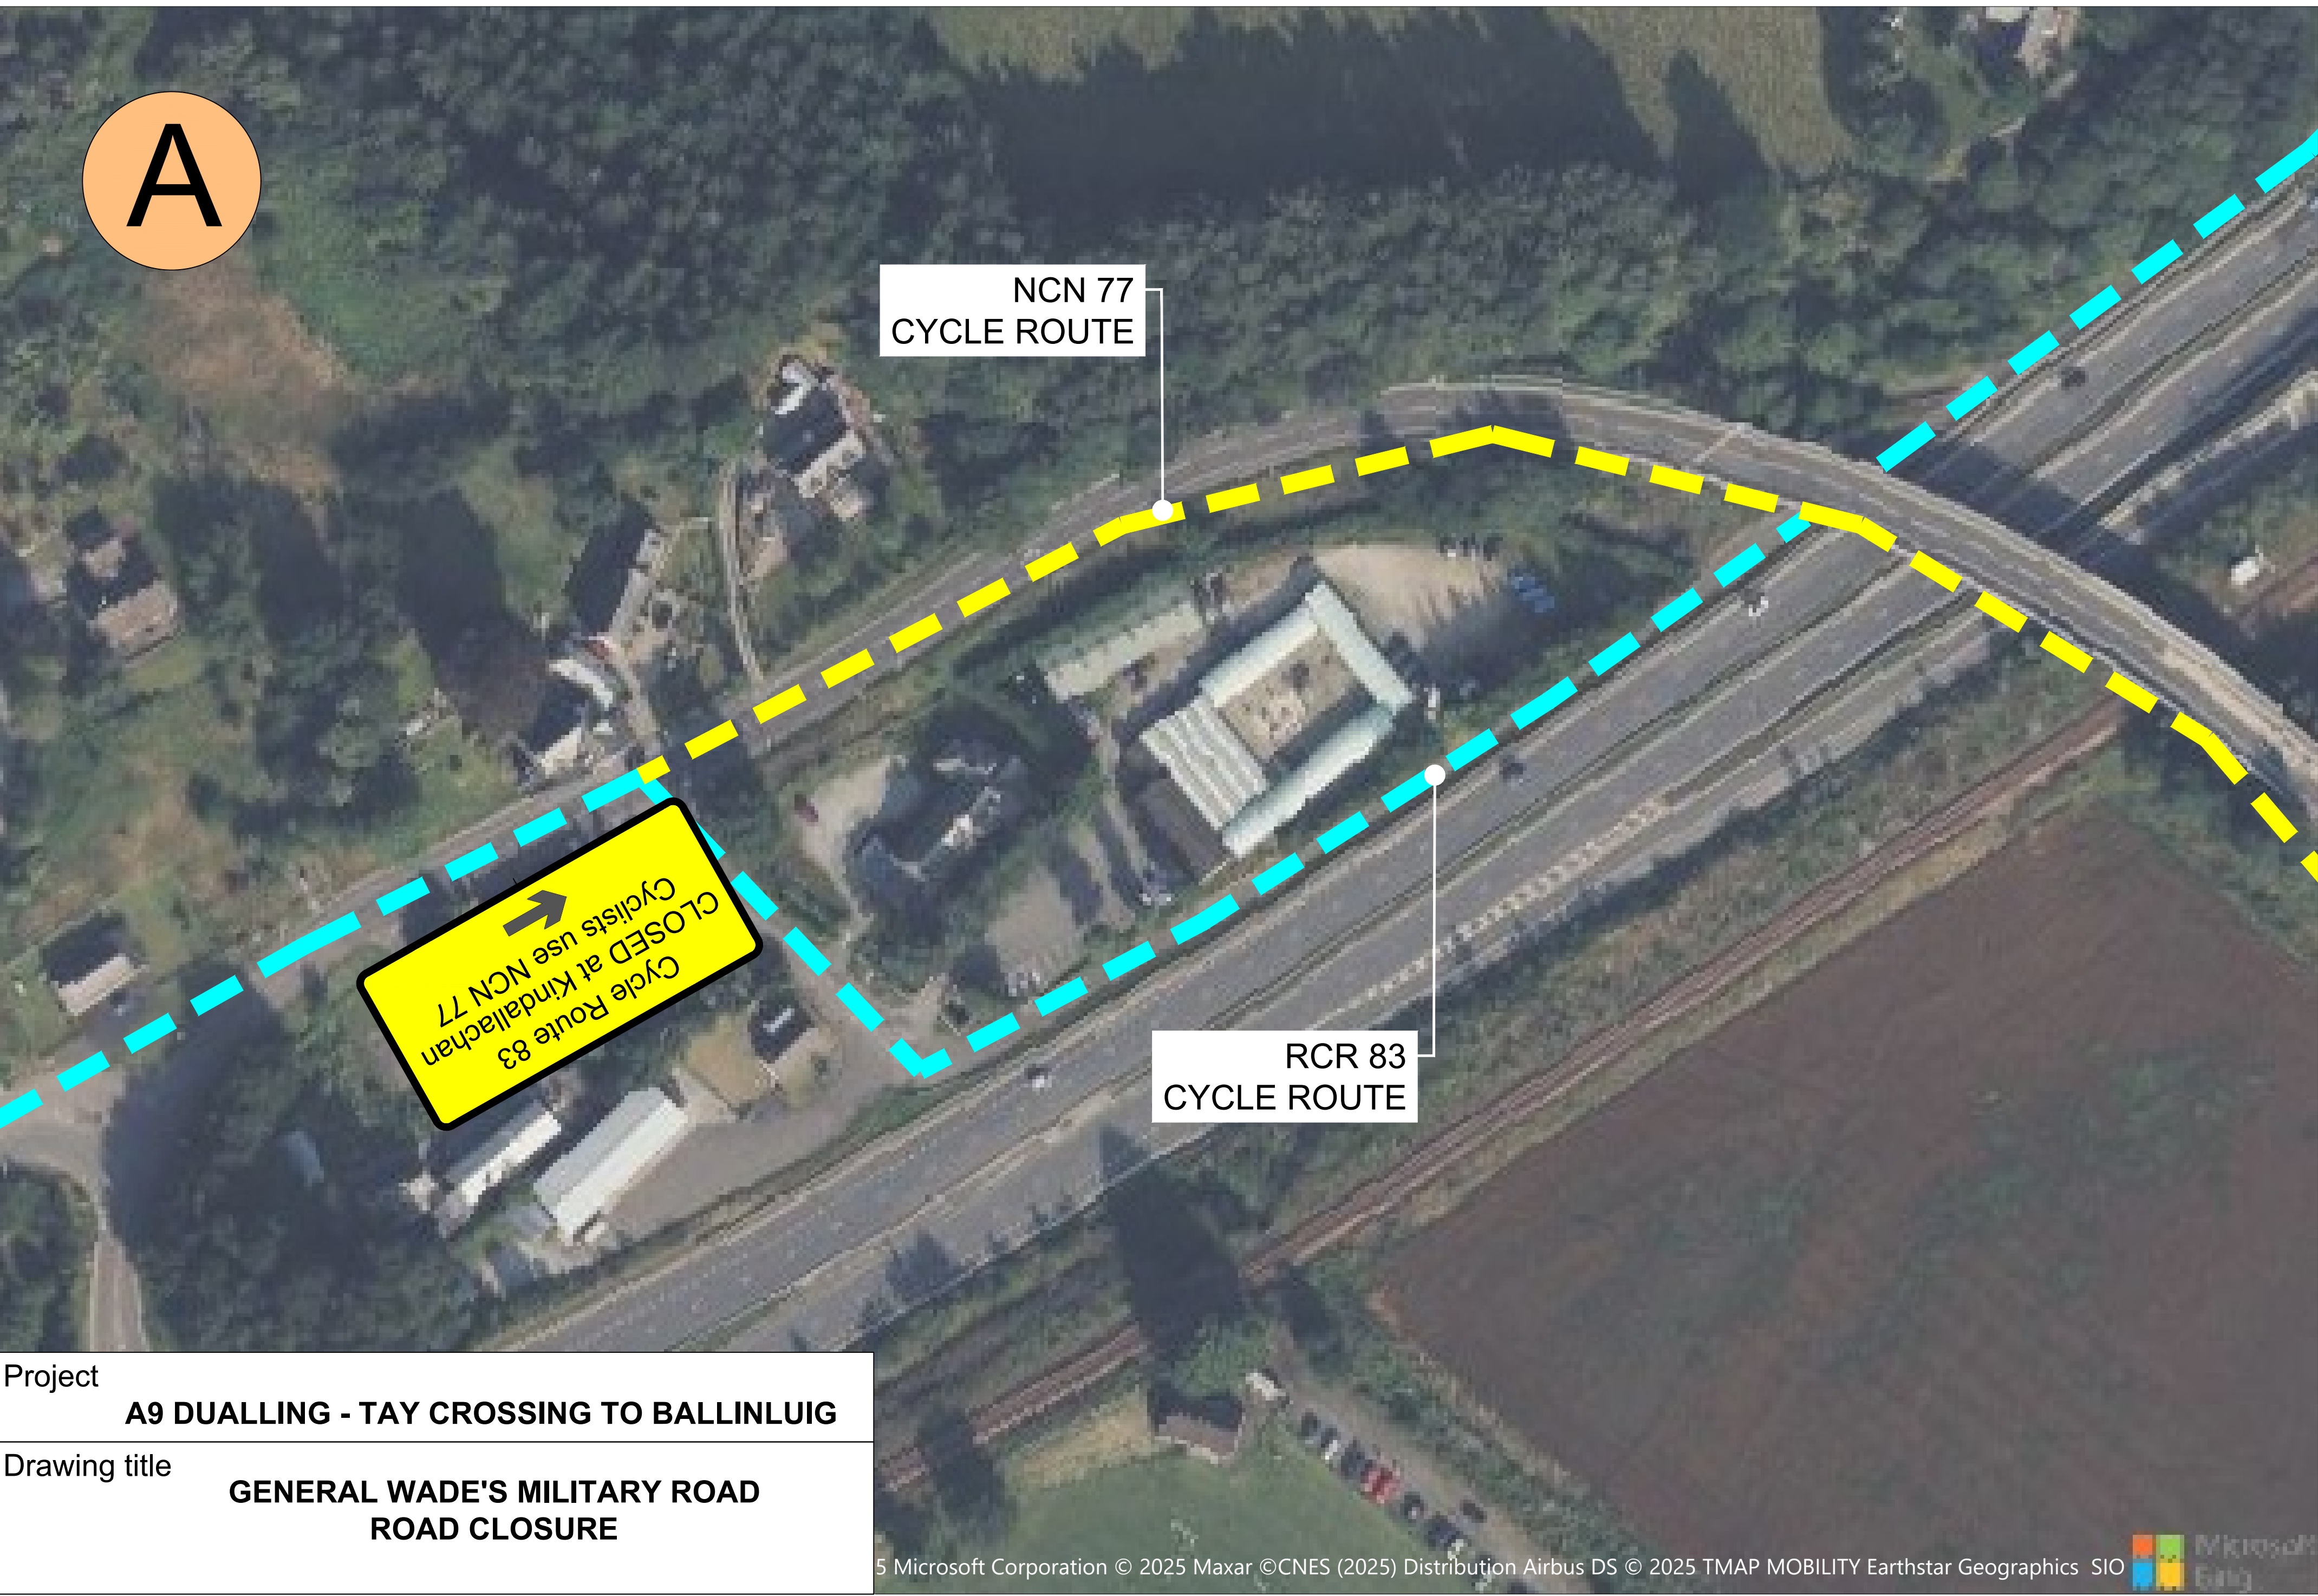 A
NCN 77
CYCLE ROUTE
Cycle Route 83
CLOSED at Kindallachan
Cyclists use NCN 77
RCR 83
CYCLE ROUTE
Project
A9 DUALLING - TAY CROSSING TO BALLINLUIG
Drawing title
GENERAL WADE'S MILITARY ROAD
ROAD CLOSURE
5 Microsoft Corporation © 2025 Maxar ©CNES (2025) Distribution Airbus DS © 2025 TMAP MOBILITY Earthstar Geographics SIO
Microsoft
Bing